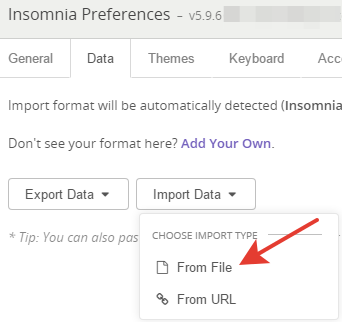 Insomnia Preferences – v5.9.6
General Data Themes Keyboard Acc
Import format will be automatically detected (Insomnia
Don't see your format here? Add Your Own.
Export Data Import Data
* Tip: You can also pas
CHOOSE IMPORT TYPE
From File
From URL